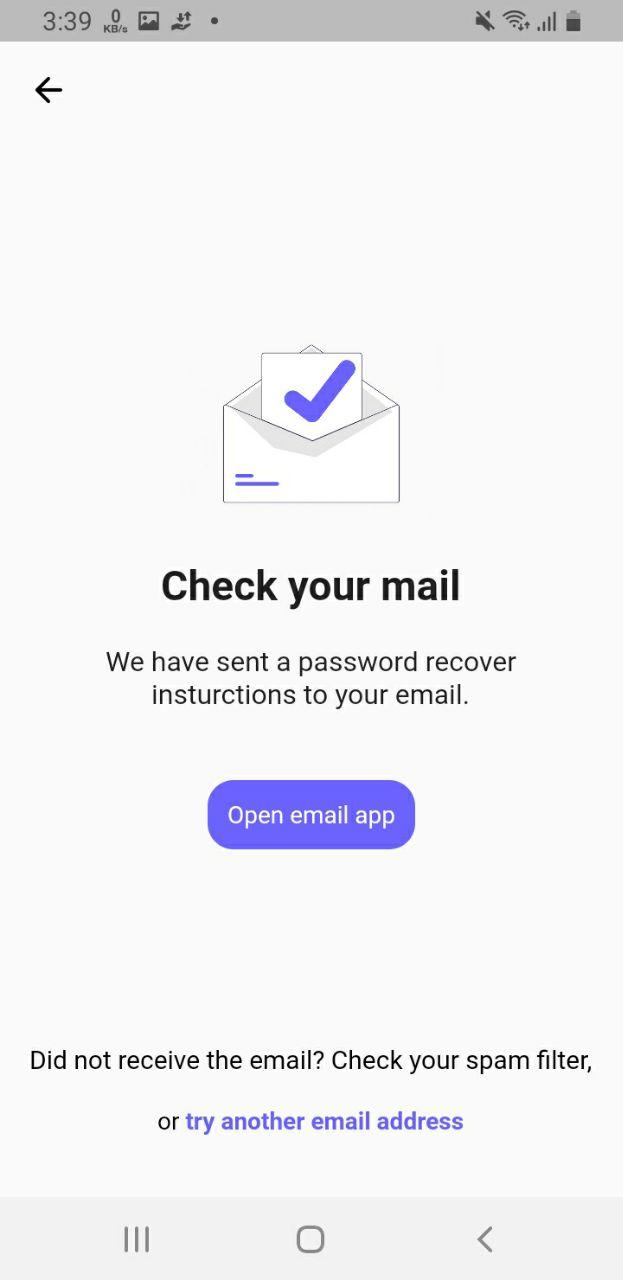 3:39 0 KB/s
Check your mail
We have sent a password recover
insturctions to your email.
Open email app
Did not receive the email? Check your spam filter,
or try another email address